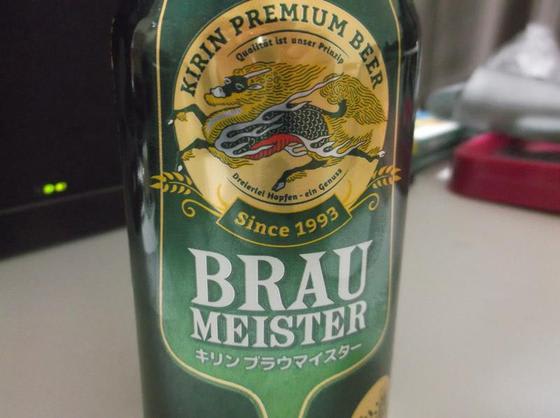 KIRIN PREMIUM BEER
Qualität ist unser Prinzip
Dreierlei Hopfen - ein Genuss
Since 1993
BRAU
MEISTER
キリン ブラウマイスター